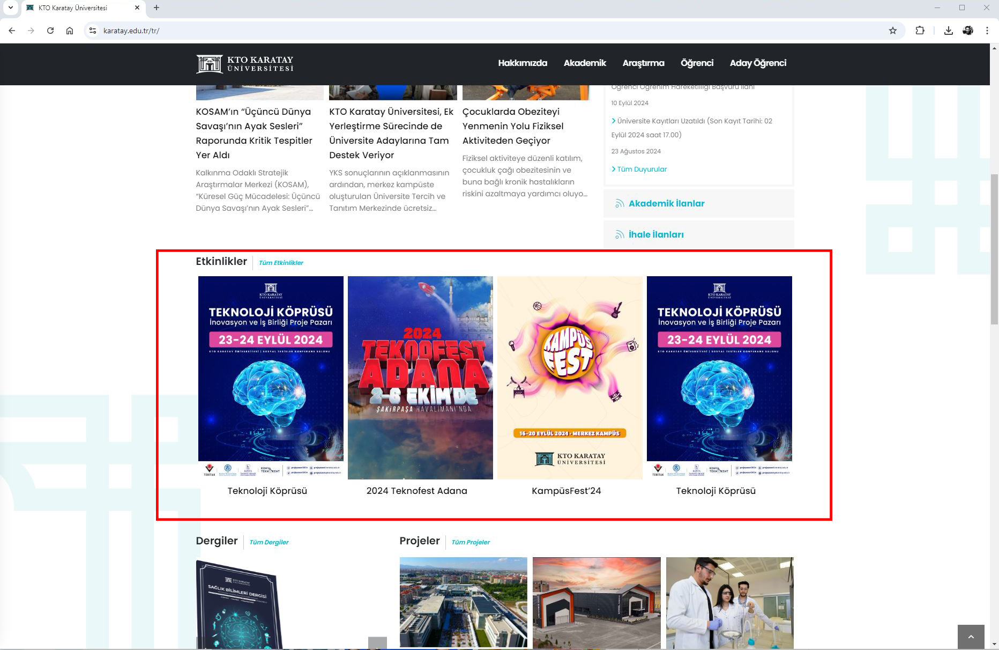 KTO Karatay Üniversitesi
karatay.edu.tr/tr/
KTO KARATAY
ÜNİVERSİTESİ
Hakkımızda
Akademik
Araştırma
Öğrenci
Aday Öğrenci
KOSAM’ın “Üçüncü Dünya
Savaşı’nın Ayak Sesleri”
Raporunda Kritik Tespitler
Yer Aldı
Kalkınma Odaklı Stratejik
Araştırmalar Merkezi (KOSAM),
“Küresel Güç Mücadelesi: Üçüncü
Dünya Savaşı’nın Ayak Sesleri”...
KTO Karatay Üniversitesi, Ek
Yerleştirme Sürecinde de
Üniversite Adaylarına Tam
Destek Veriyor
YKS sonuçlarının açıklanmasının
ardından, merkez kampüste
oluşturulan Üniversite Tercih ve
Tanıtım Merkezinde ücretsiz...
Çocuklarda Obeziteyi
Yenmenin Yolu Fiziksel
Aktiviteden Geçiyor
Fiziksel aktiviteye düzenli katılım,
çocukluk çağı obezitesinin ve
buna bağlı kronik hastalıkların
riskini azaltmaya yardımcı oluyo...
Öğrenci Öğrenim Hareketliliği Başvuru İlanı
10 Eylül 2024
Üniversite Kayıtları Uzatıldı (Son Kayıt Tarihi: 02
Eylül 2024 saat 17.00)
23 Ağustos 2024
Tüm Duyurular
Akademik İlanlar
İhale İlanları
Etkinlikler
Tüm Etkinlikler
KTO KARATAY
ÜNİVERSİTESİ
TEKNOLOJİ KÖPRÜSÜ
İnovasyon ve İş Birliği Proje Pazarı
23-24 EYLÜL 2024
KTO KARATAY ÜNİVERSİTESİ | SOSYAL TESİSLER KONFERANS SALONU
TÜBİTAK
KONYA
TEKNOKENT
Teknoloji Köprüsü
2024
TEKNOFEST
ADANA
2-6 EKİM'DE
ŞAKİRPAŞA HAVALİMANI'NDA
2024 Teknofest Adana
KAMPÜS
FEST
16-20 EYLÜL 2024 - MERKEZ KAMPÜS
KTO KARATAY
ÜNİVERSİTESİ
KampüsFest’24
KTO KARATAY
ÜNİVERSİTESİ
TEKNOLOJİ KÖPRÜSÜ
İnovasyon ve İş Birliği Proje Pazarı
23-24 EYLÜL 2024
KTO KARATAY ÜNİVERSİTESİ | SOSYAL TESİSLER KONFERANS SALONU
TÜBİTAK
KONYA
TEKNOKENT
Teknoloji Köprüsü
Dergiler
Tüm Dergiler
KTO KARATAY
ÜNİVERSİTESİ
SAĞLIK BİLİMLERİ DERGİSİ
Projeler
Tüm Projeler